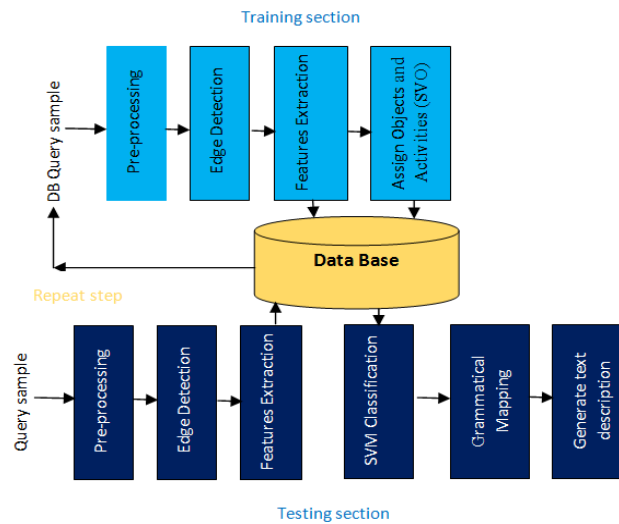 Training section
DB Query sample
Pre-processing
Edge Detection
Features Extraction
Assign Objects and
Activities (SVO)
Data Base
Repeat step
Query sample
Pre-processing
Edge Detection
Features Extraction
SVM Classification
Grammatical
Mapping
Generate text
description
Testing section